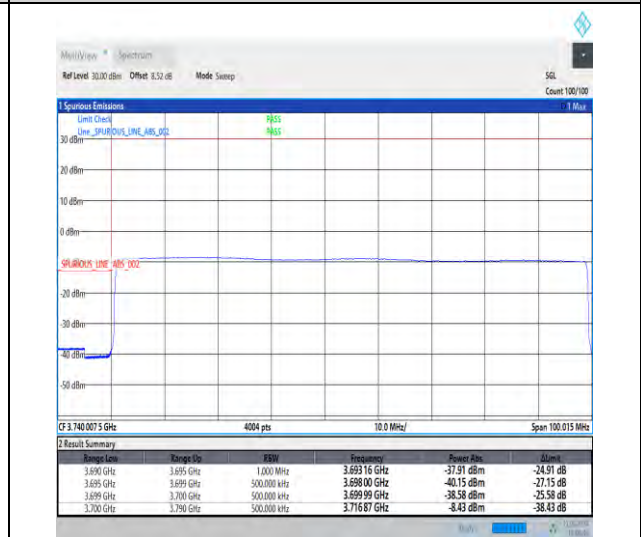 MultiView Spectrum
Ref Level 30.00 dBm Offset 8.52 dB Mode Sweep SGL
Count 100/100
1 Spurious Emissions 1 Max
Limit Check PASS
Line _SPURIOUS_LINE_ABS_002 PASS
30 dBm
20 dBm
10 dBm
0 dBm
_SPURIOUS_LINE_ABS_002
-20 dBm
-30 dBm
-40 dBm
-50 dBm
CF 3.740 007 5 GHz 4004 pts 10.0 MHz/ Span 100.015 MHz
2 Result Summary
Range Low Range Up RBW Frequency Power Abs ΔLimit
3.690 GHz 3.695 GHz 1.000 MHz 3.693 16 GHz -37.91 dBm -24.91 dB
3.695 GHz 3.699 GHz 500.000 kHz 3.698 00 GHz -40.15 dBm -27.15 dB
3.699 GHz 3.700 GHz 500.000 kHz 3.699 99 GHz -38.58 dBm -25.58 dB
3.700 GHz 3.790 GHz 500.000 kHz 3.716 87 GHz -8.43 dBm -38.43 dB